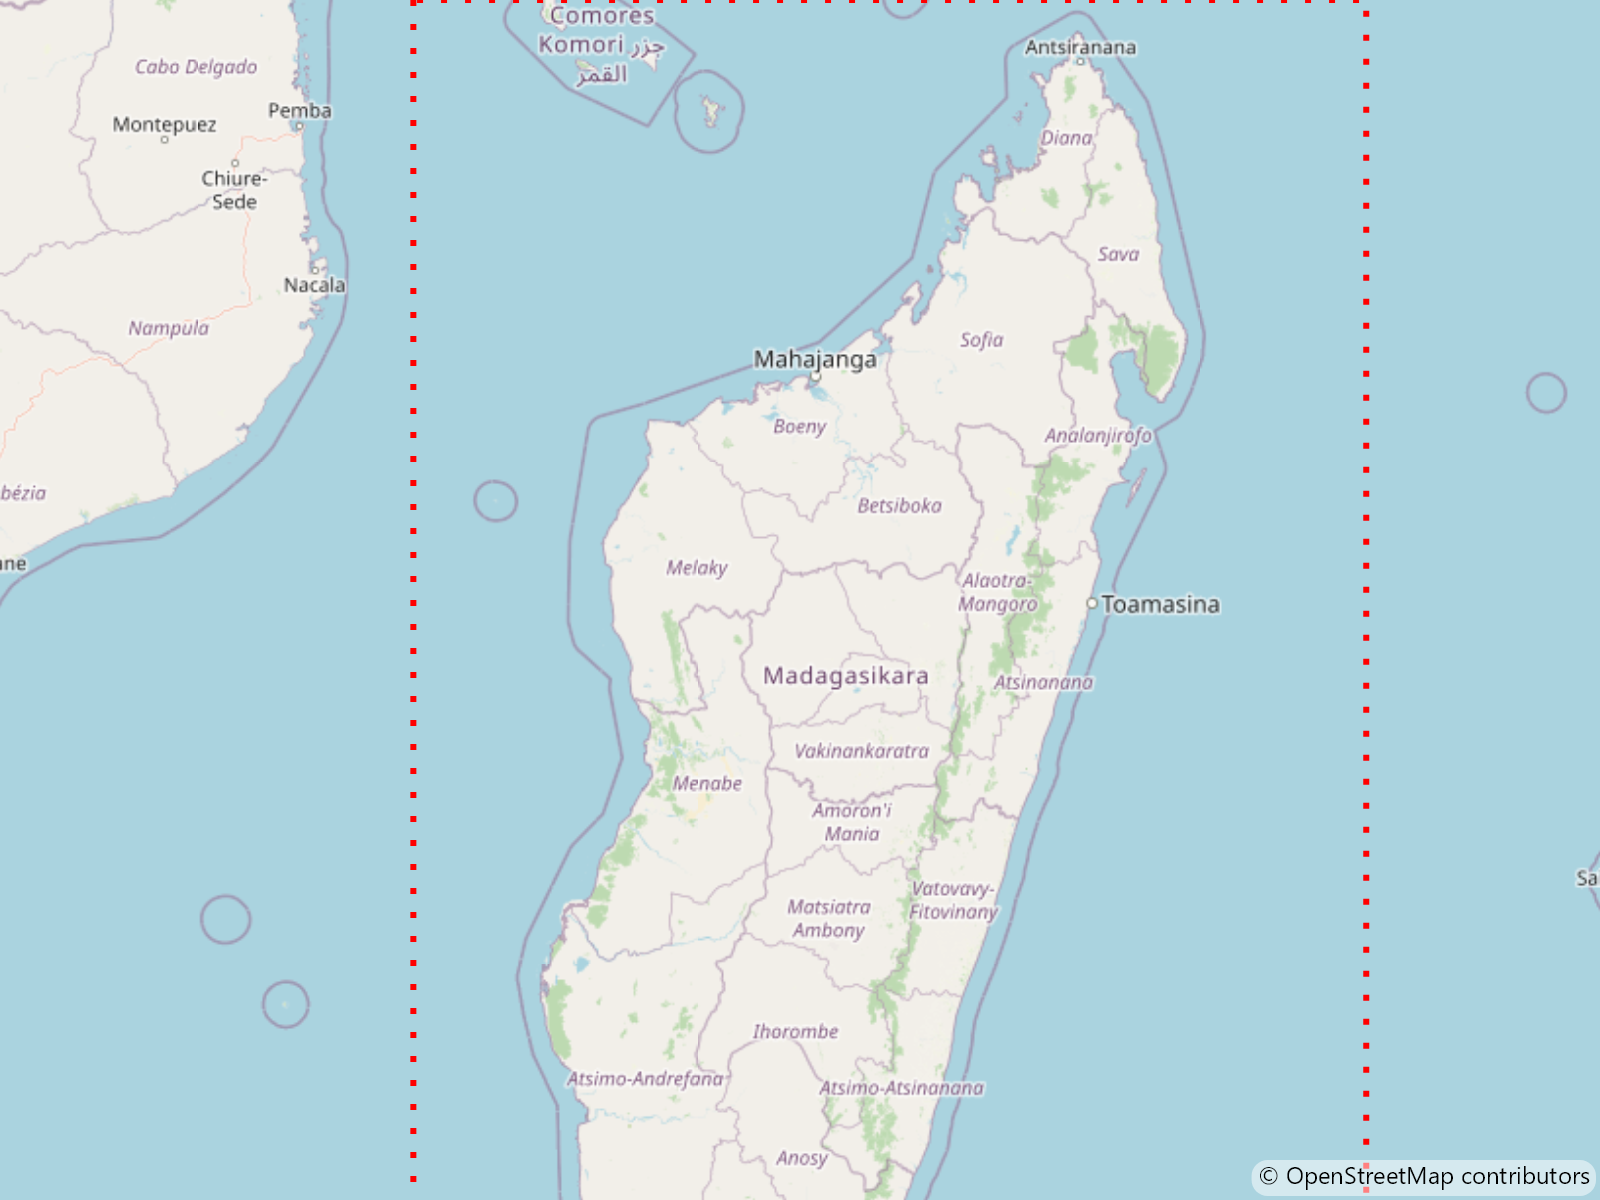 Comores
Komori جزر
القمر
Antsiranana
Cabo Delgado
Pemba
Montepuez
Diana
Chiure-
Sede
Sava
Nacala
Nampula
Sofia
Mahajanga
Boeny
Analanjirofo
bézia
Betsiboka
ane
Melaky
Alaotra-
Mangoro
Toamasina
Madagasikara
Atsinanana
Vakinankaratra
Menabe
Amoron'i
Mania
Sa
Vatovavy-
Fitovinany
Matsiatra
Ambony
Ihorombe
Atsimo-Andrefana
Atsimo-Atsinanana
Anosy
© OpenStreetMap contributors